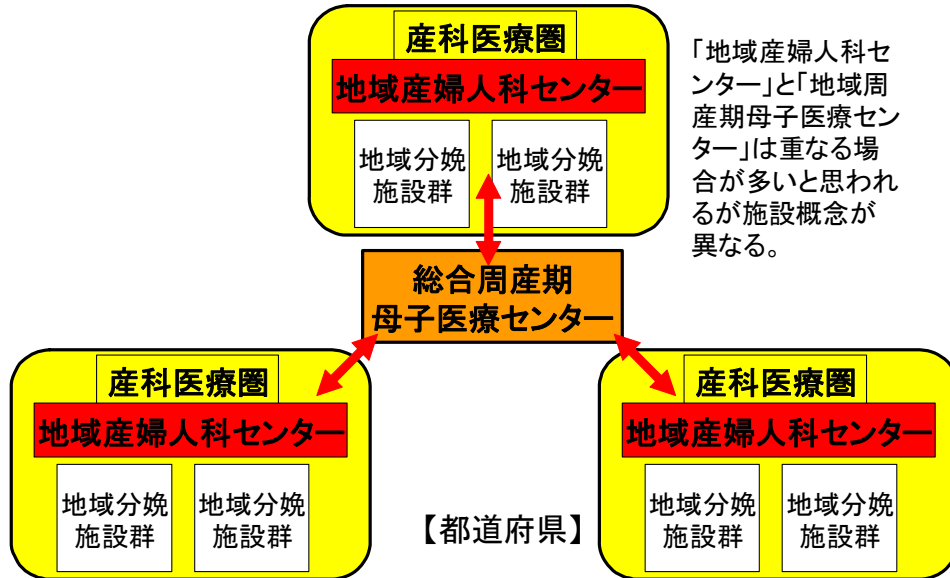 産科医療圏
地域産婦人科センター
地域分娩
施設群
地域分娩
施設群
「地域産婦人科セ
ンター」と「地域周
産期母子医療セン
ター」は重なる場
合が多いと思われ
るが施設概念が
異なる。
総合周産期
母子医療センター
産科医療圏
地域産婦人科センター
地域分娩
施設群
地域分娩
施設群
【都道府県】
産科医療圏
地域産婦人科センター
地域分娩
施設群
地域分娩
施設群